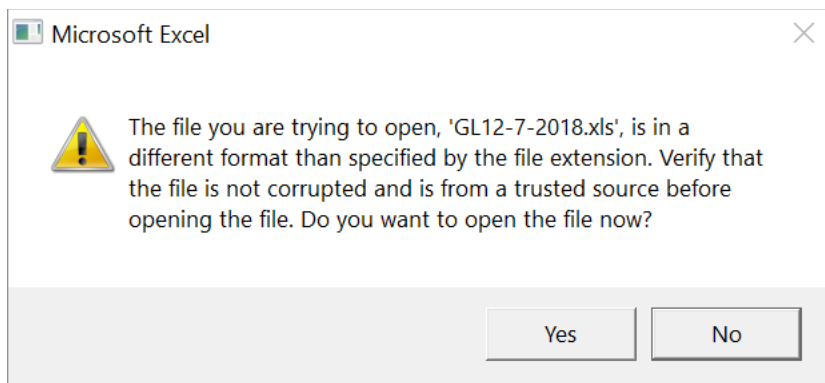 Microsoft Excel
The file you are trying to open, 'GL12-7-2018.xls', is in a
different format than specified by the file extension. Verify that
the file is not corrupted and is from a trusted source before
opening the file. Do you want to open the file now?
Yes
No